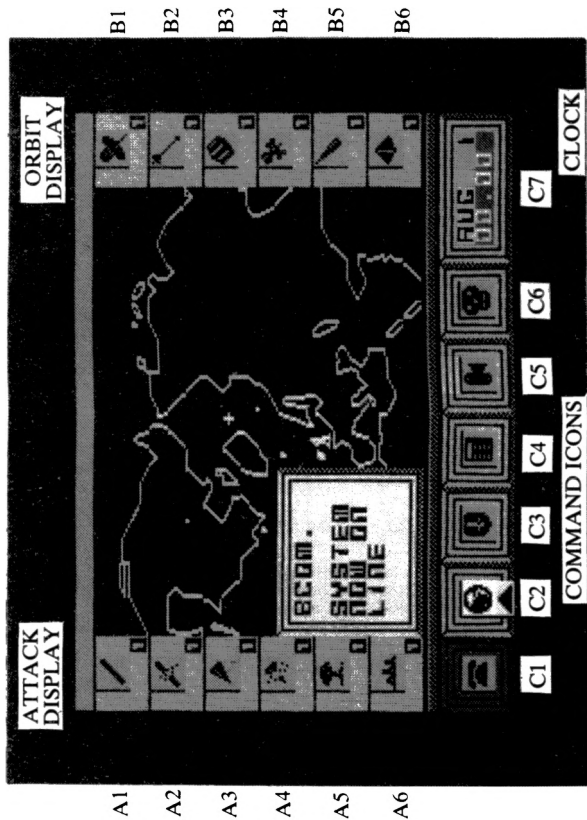 ATTACK
DISPLAY
ORBIT
DISPLAY
A1
A2
A3
A4
A5
A6
B1
B2
B3
B4
B5
B6
SYSTEM
NOW ON
LINE
AUG 1
C1
C2
C3
C4
C5
C6
C7
COMMAND ICONS
CLOCK